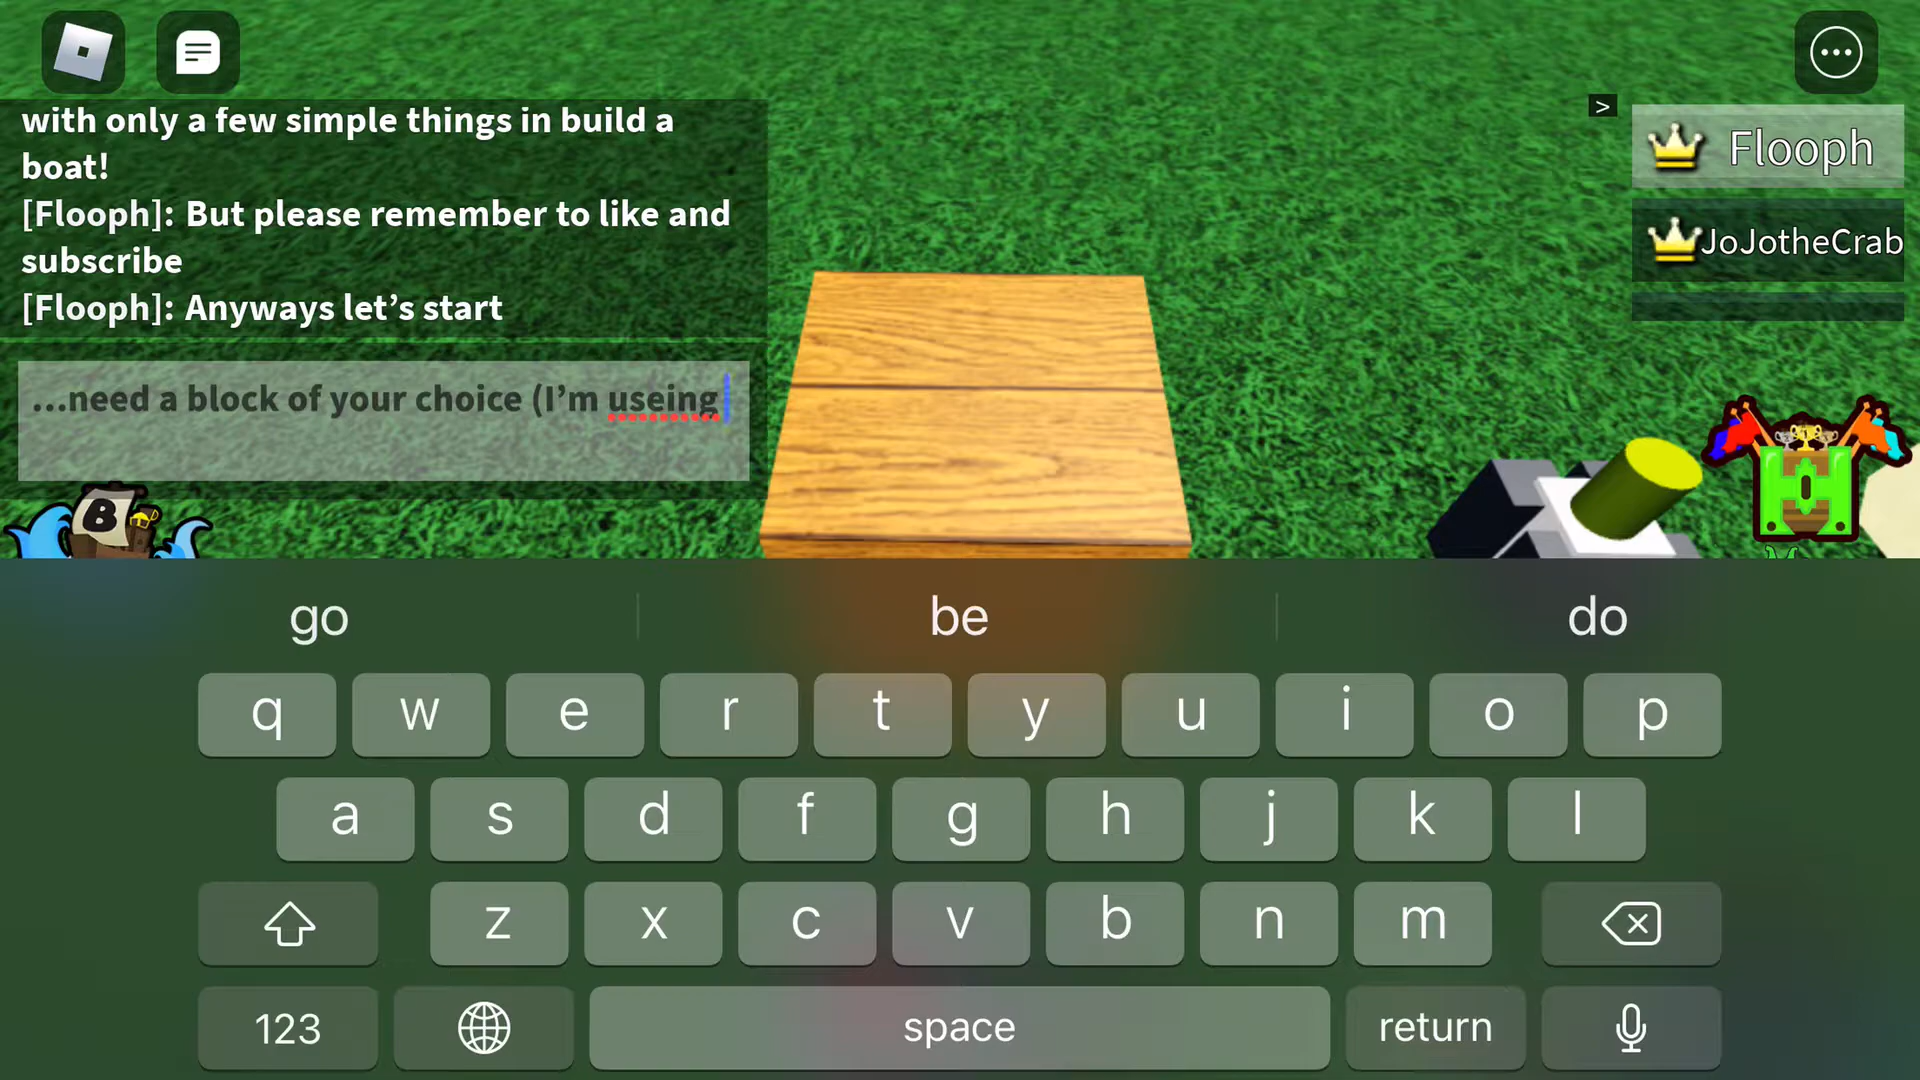 with only a few simple things in build a
boat!
[Flooph]: But please remember to like and
subscribe
[Flooph]: Anyways let’s start
...need a block of your choice (I’m useing
>
Flooph
JoJotheCrab
B
go be do
q w e r t y u i o p
a s d f g h j k l
z x c v b n m
123 space return